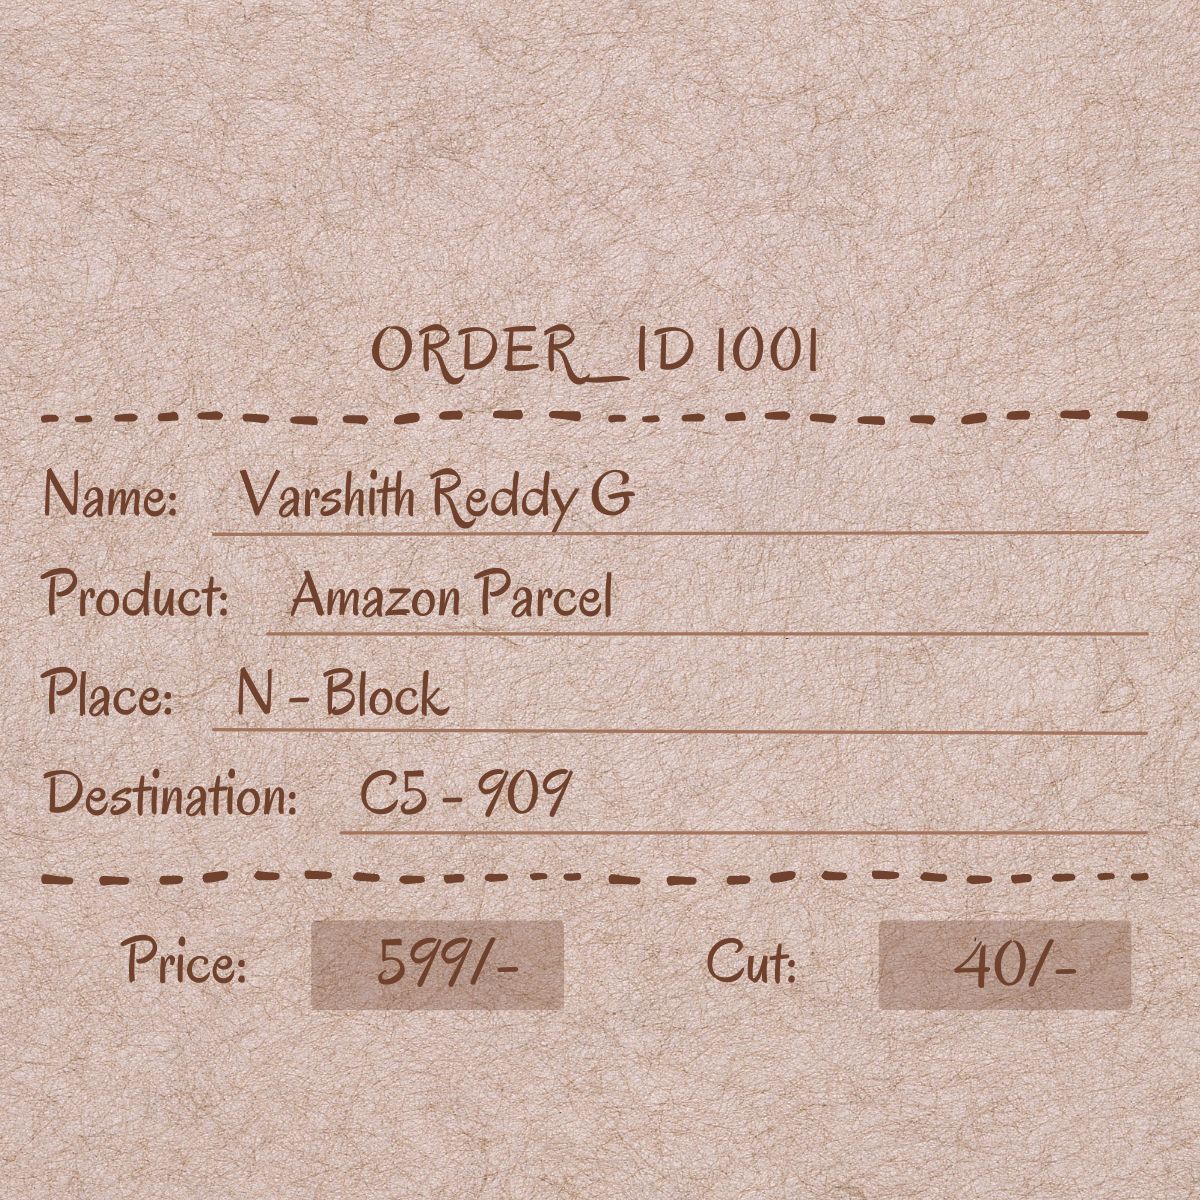 ORDER_ID 1001
Name: Varshith Reddy G
Product: Amazon Parcel
Place: N - Block
Destination: C5 - 909
Price: 599/- Cut: 40/-